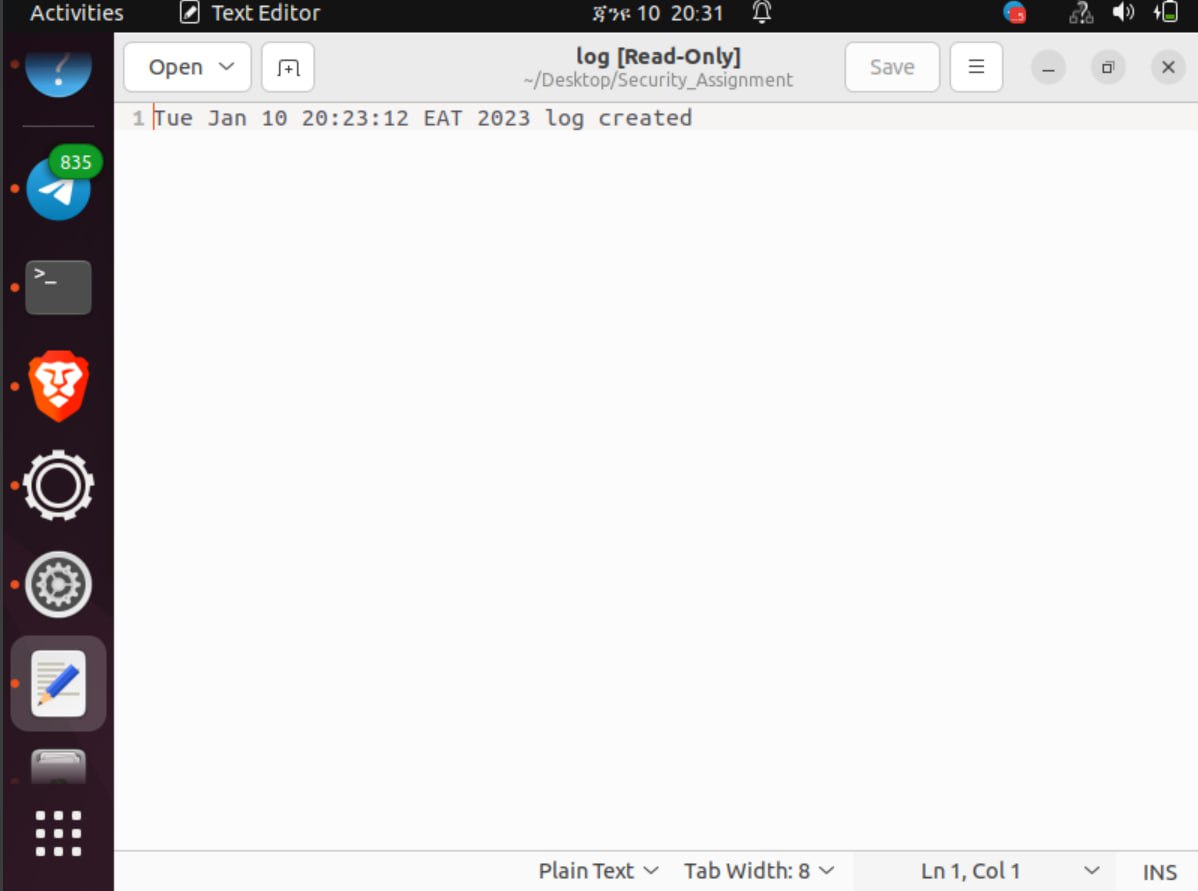 Activities Text Editor ጃንዩ 10 20:31
Open log [Read-Only] Save
~/Desktop/Security_Assignment
1 Tue Jan 10 20:23:12 EAT 2023 log created
835
>_
Plain Text Tab Width: 8 Ln 1, Col 1 INS